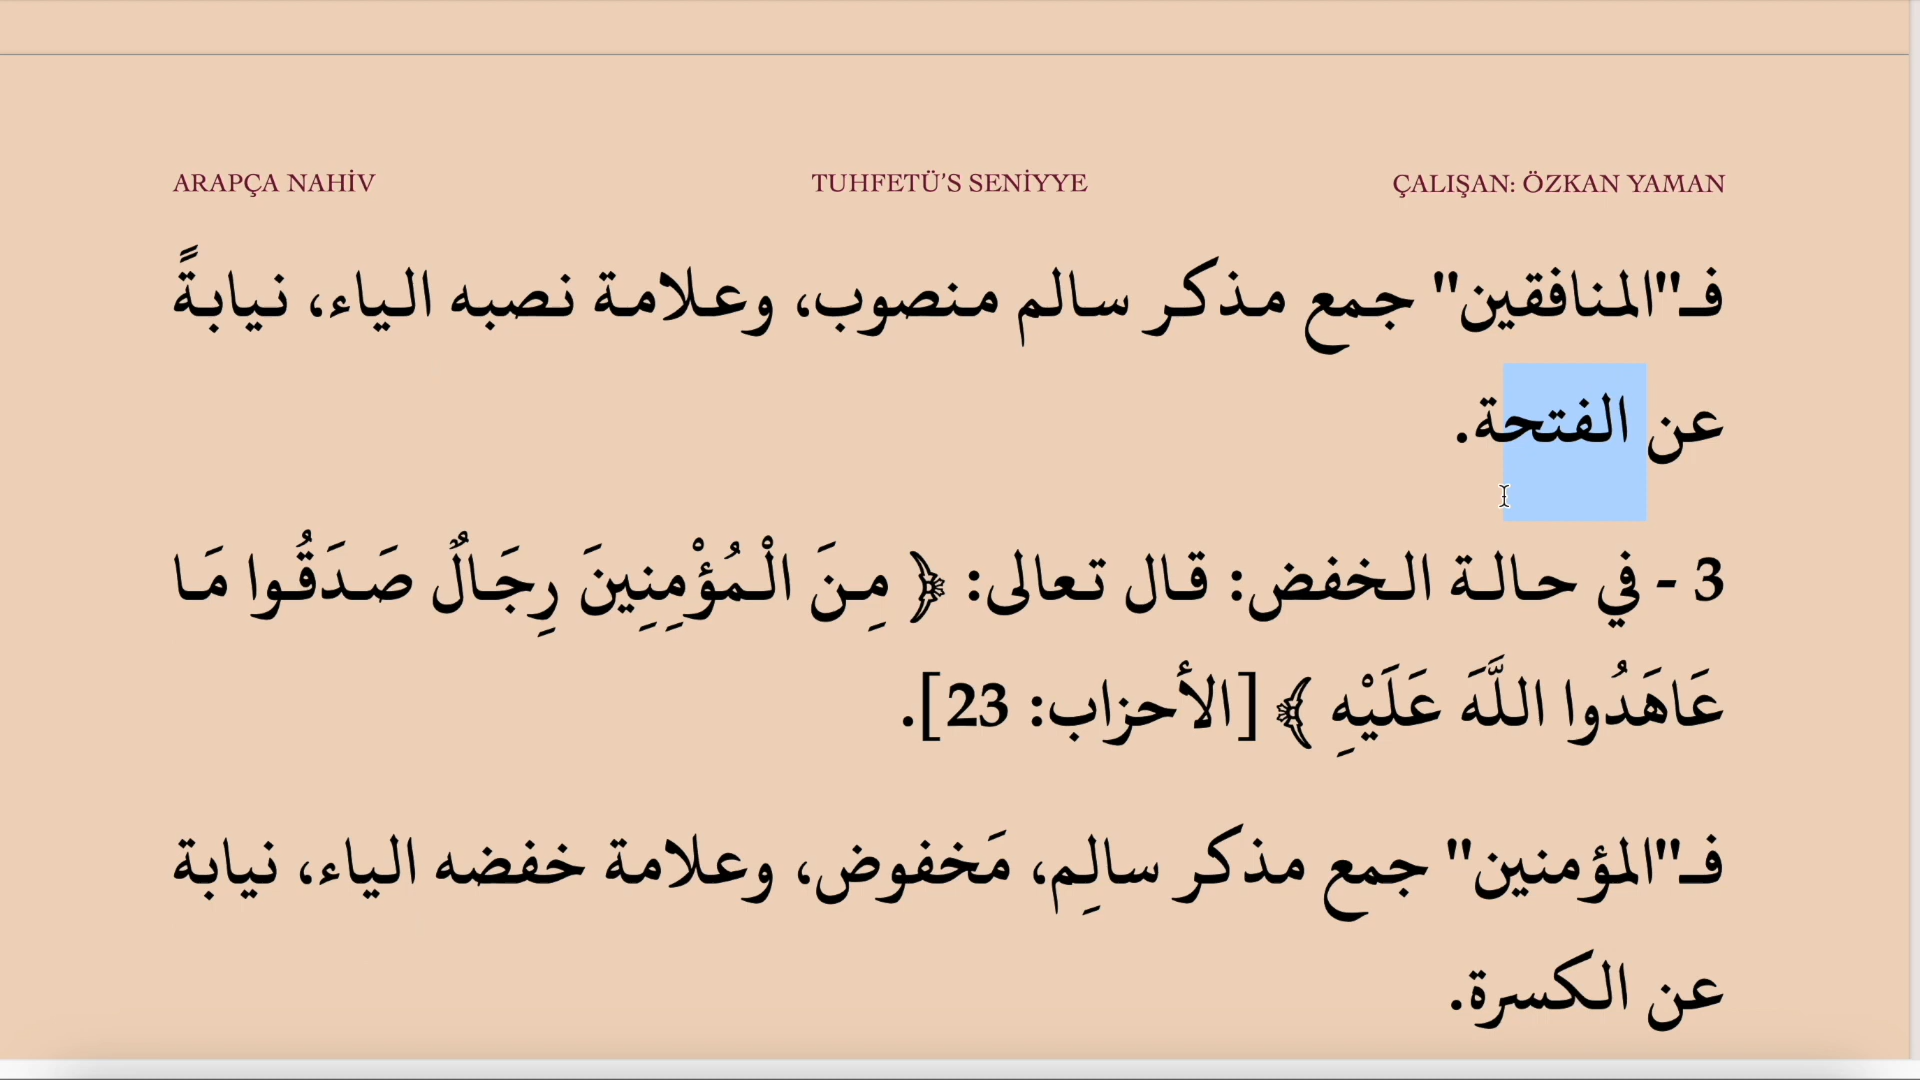 ARAPÇA NAHİV TUHFETÜ’S SENİYYE ÇALIŞAN: ÖZKAN YAMAN
فـ"المنافقين" جمع مذكر سالم منصوب، وعلامة نصبه الياء، نيابةً
عن الفتحة.
3 - في حالة الخفض: قال تعالى: ﴿ مِنَ الْمُؤْمِنِينَ رِجَالٌ صَدَقُوا مَا
عَاهَدُوا اللَّهَ عَلَيْهِ ﴾ [الأحزاب: 23].
فـ"المؤمنين" جمع مذكر سالِم، مَخفوض، وعلامة خفضه الياء، نيابة
عن الكسرة.